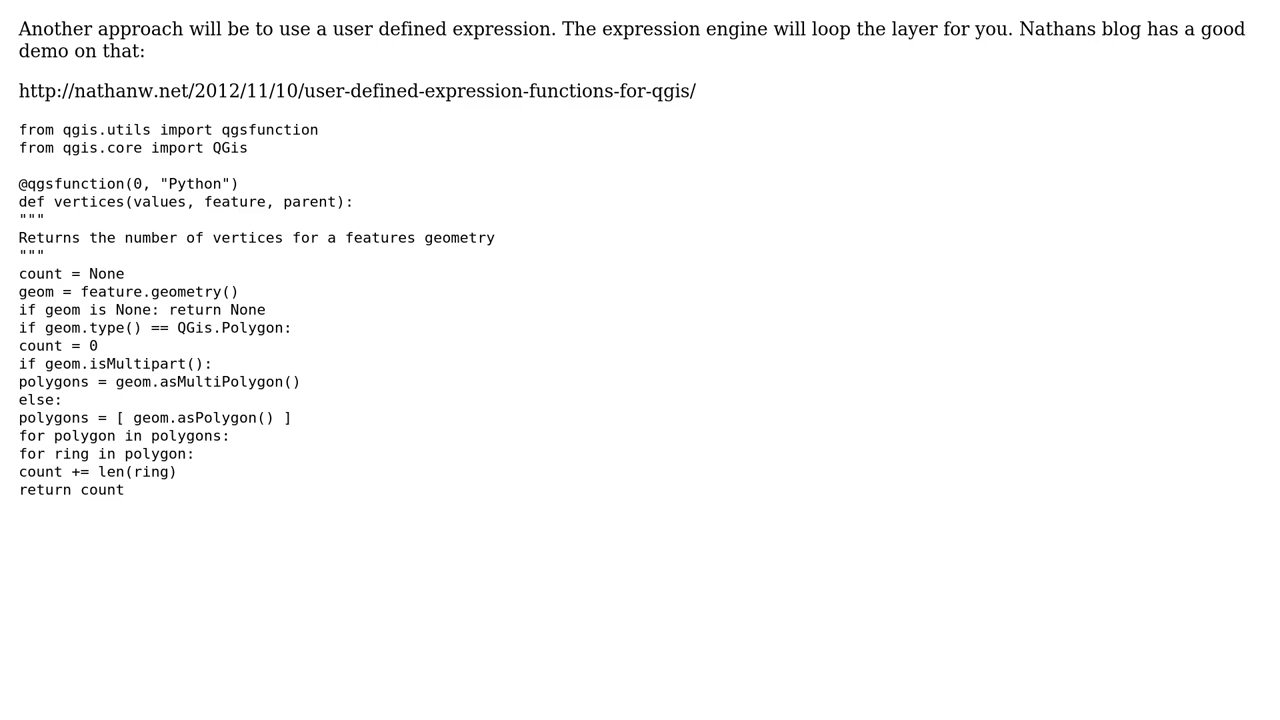 Another approach will be to use a user defined expression. The expression engine will loop the layer for you. Nathans blog has a good
demo on that:
http://nathanw.net/2012/11/10/user-defined-expression-functions-for-qgis/
from qgis.utils import qgsfunction
from qgis.core import QGis
@qgsfunction(0, "Python")
def vertices(values, feature, parent):
"""
Returns the number of vertices for a features geometry
"""
count = None
geom = feature.geometry()
if geom is None: return None
if geom.type() == QGis.Polygon:
count = 0
if geom.isMultipart():
polygons = geom.asMultiPolygon()
else:
polygons = [ geom.asPolygon() ]
for polygon in polygons:
for ring in polygon:
count += len(ring)
return count